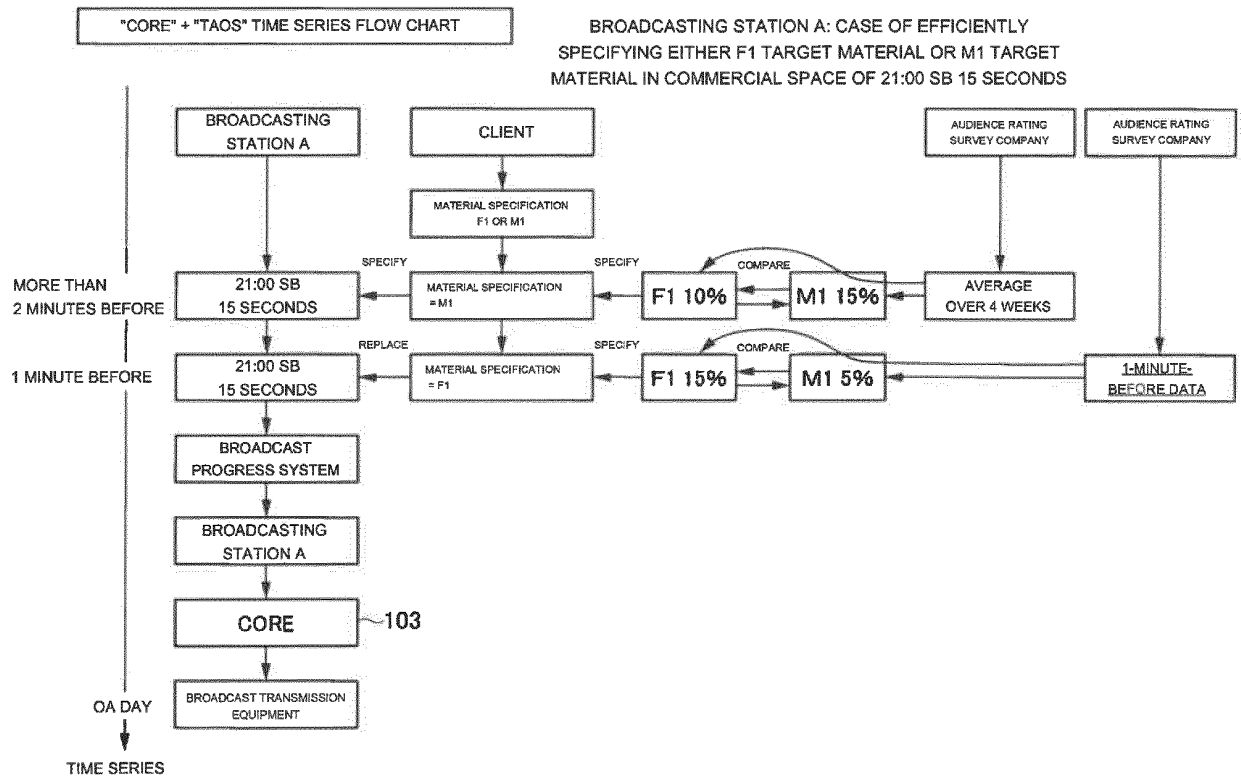 "CORE" + "TAOS" TIME SERIES FLOW CHART
BROADCASTING STATION A: CASE OF EFFICIENTLY
SPECIFYING EITHER F1 TARGET MATERIAL OR M1 TARGET
MATERIAL IN COMMERCIAL SPACE OF 21:00 SB 15 SECONDS
BROADCASTING
STATION A
CLIENT
AUDIENCE RATING
SURVEY COMPANY
AUDIENCE RATING
SURVEY COMPANY
MATERIAL SPECIFICATION
F1 OR M1
MORE THAN
2 MINUTES BEFORE
21:00 SB
15 SECONDS
SPECIFY
MATERIAL SPECIFICATION
= M1
SPECIFY
F1 10%
COMPARE
M1 15%
AVERAGE
OVER 4 WEEKS
1 MINUTE BEFORE
21:00 SB
15 SECONDS
REPLACE
MATERIAL SPECIFICATION
= F1
SPECIFY
F1 15%
COMPARE
M1 5%
1-MINUTE-
BEFORE DATA
BROADCAST
PROGRESS SYSTEM
BROADCASTING
STATION A
CORE
103
BROADCAST TRANSMISSION
EQUIPMENT
OA DAY
TIME SERIES